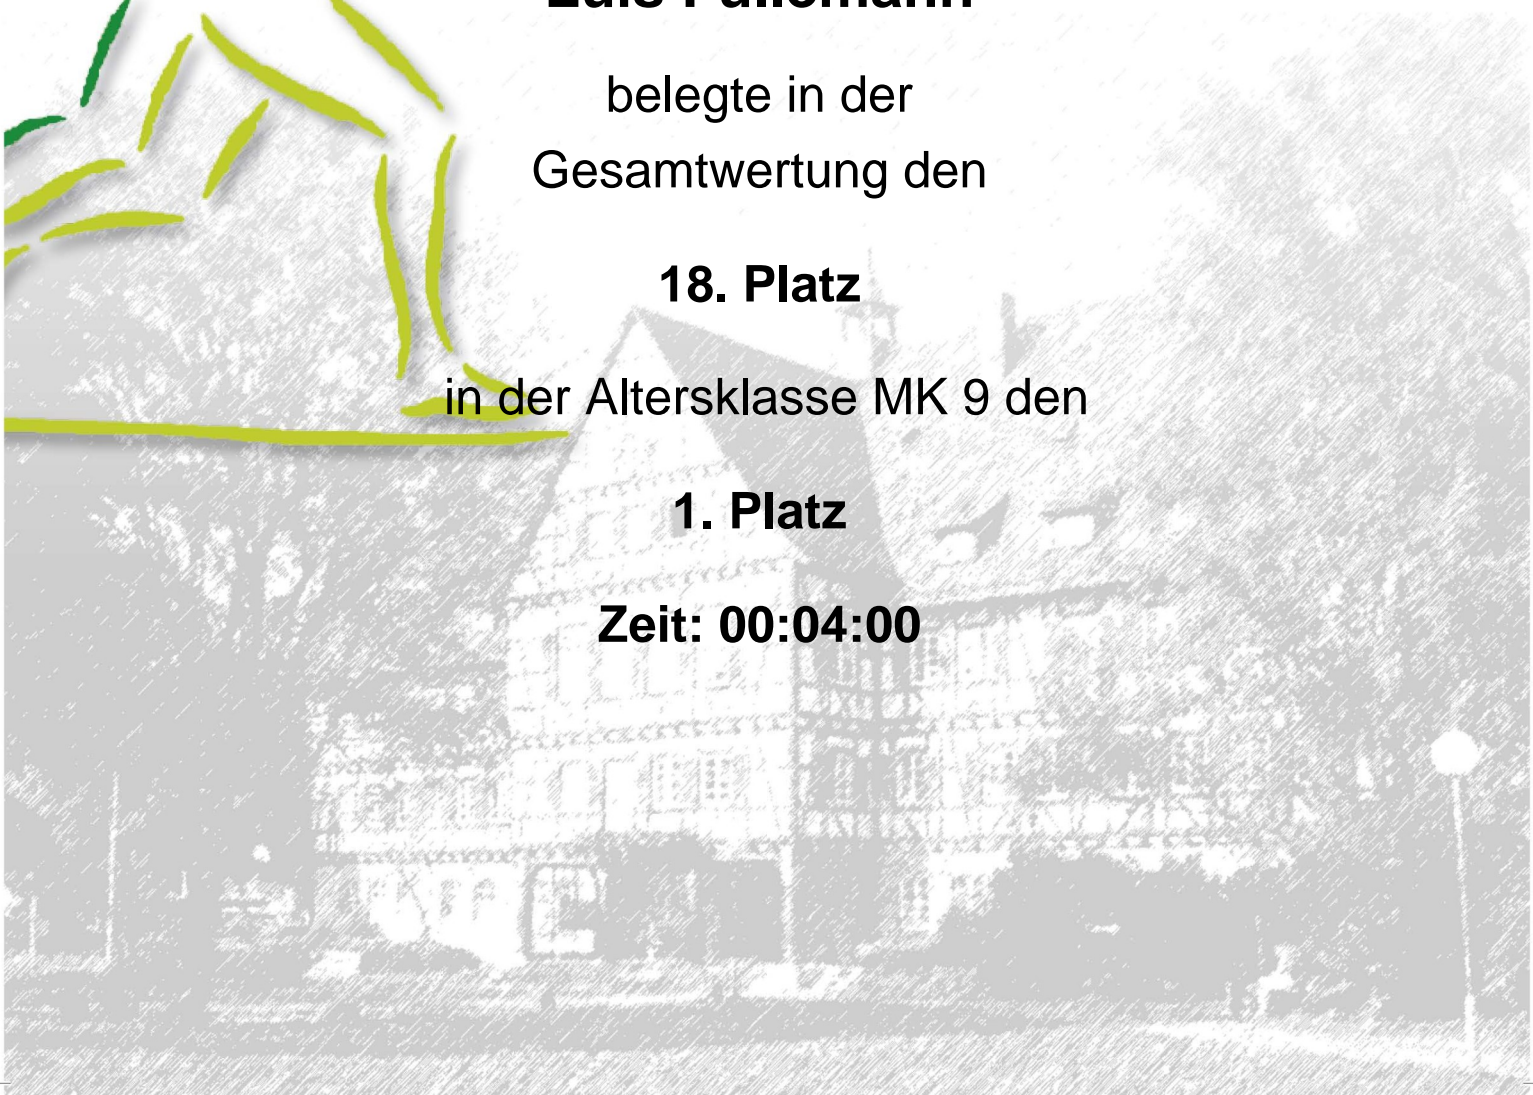 belegte in der
Gesamtwertung den
18. Platz
in der Altersklasse MK 9 den
1. Platz
Zeit: 00:04:00